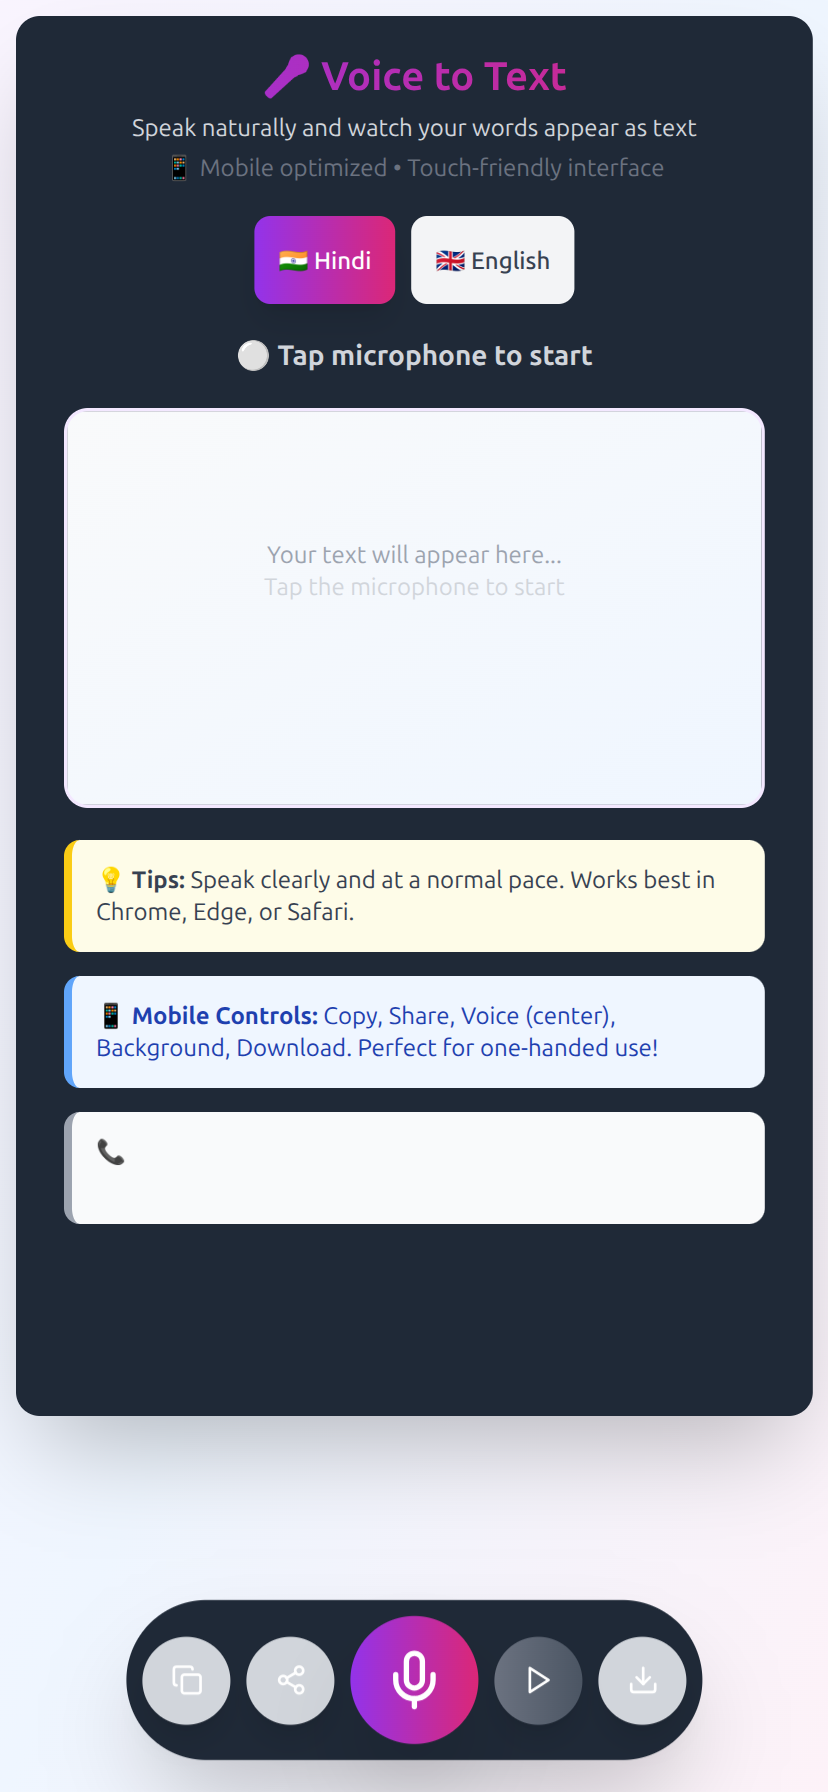 Voice to Text
Speak naturally and watch your words appear as text
Mobile optimized • Touch-friendly interface
Hindi
English
Tap microphone to start
Your text will appear here...
Tap the microphone to start
Tips: Speak clearly and at a normal pace. Works best in
Chrome, Edge, or Safari.
Mobile Controls: Copy, Share, Voice (center),
Background, Download. Perfect for one-handed use!